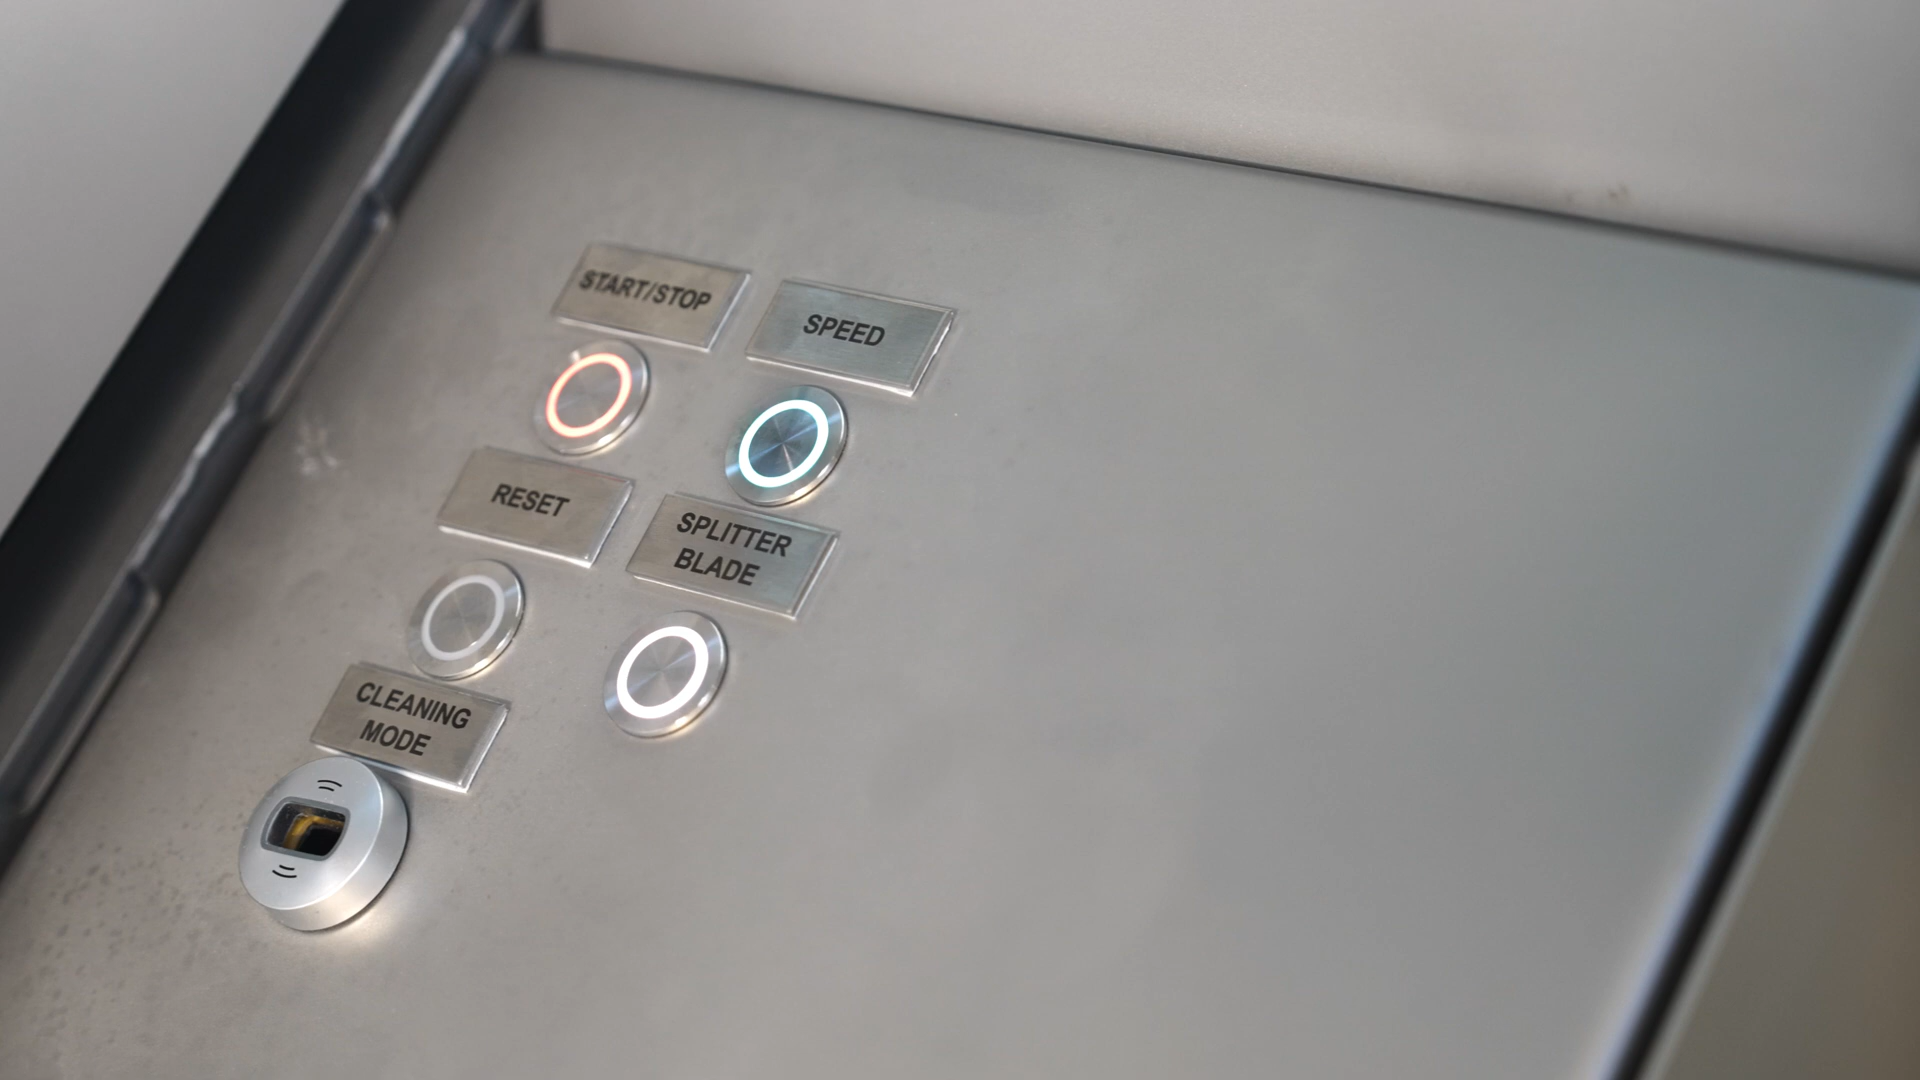 START/STOP
SPEED
RESET
SPLITTER
BLADE
CLEANING
MODE